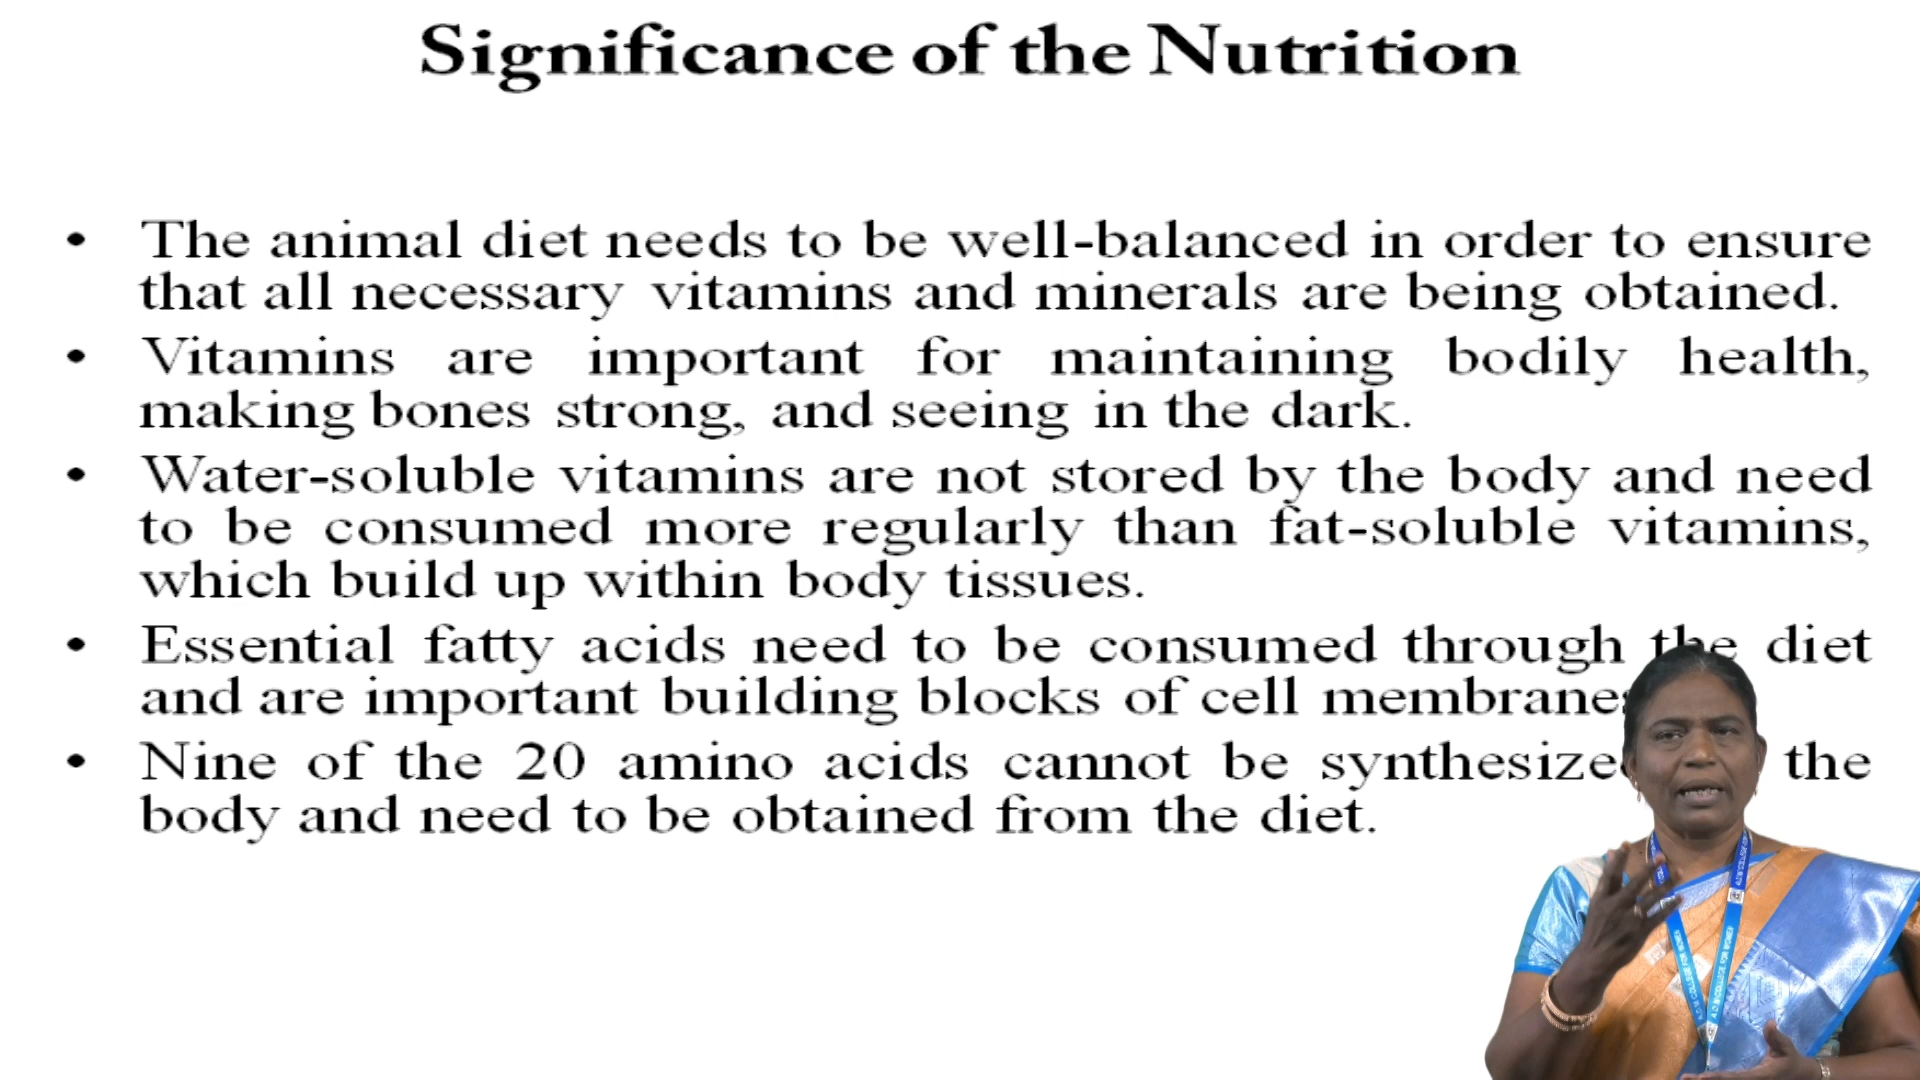 Significance of the Nutrition
• The animal diet needs to be well-balanced in order to ensure
that all necessary vitamins and minerals are being obtained.
• Vitamins are important for maintaining bodily health,
making bones strong, and seeing in the dark.
• Water-soluble vitamins are not stored by the body and need
to be consumed more regularly than fat-soluble vitamins,
which build up within body tissues.
• Essential fatty acids need to be consumed through the diet
and are important building blocks of cell membranes
• Nine of the 20 amino acids cannot be synthesized the
body and need to be obtained from the diet.